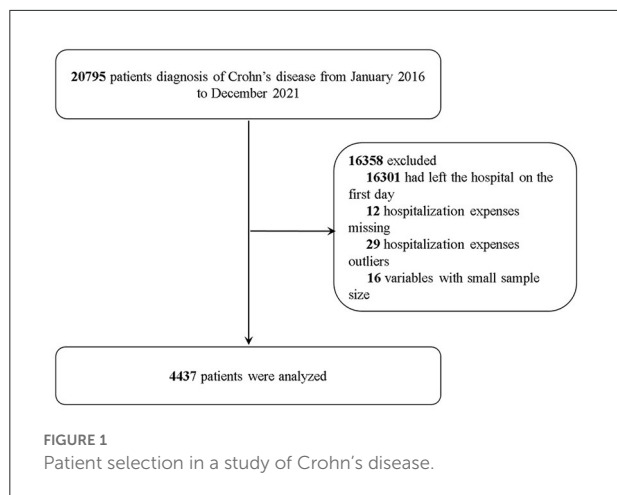 20795 patients diagnosis of Crohn's disease from January 2016
to December 2021
16358 excluded
16301 had left the hospital on the
first day
12 hospitalization expenses
missing
29 hospitalization expenses
outliers
16 variables with small sample
size
4437 patients were analyzed
FIGURE 1
Patient selection in a study of Crohn's disease.